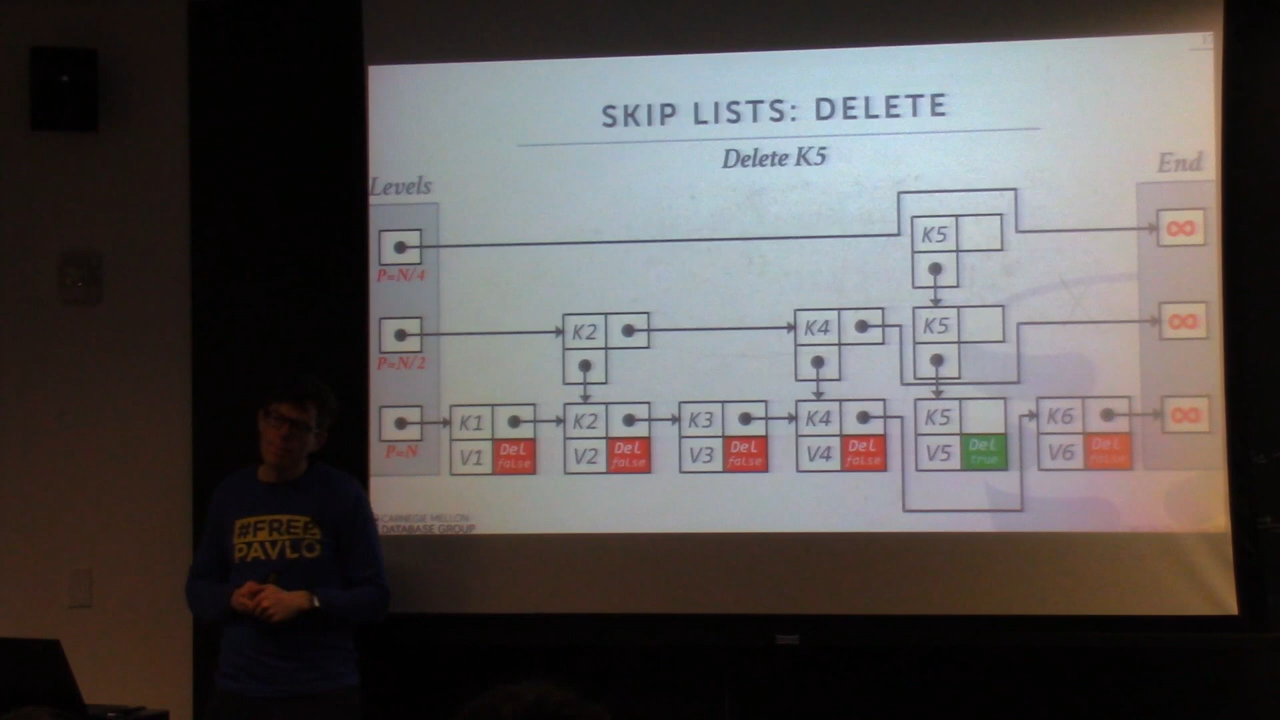 SKIP LISTS: DELETE
Delete K5
Levels
End
K5
∞
P=N/4
K2
K4
K5
∞
P=N/2
K1
K2
K3
K4
K5
K6
∞
P=N
V1
Del
false
V2
Del
false
V3
Del
false
V4
Del
false
V5
Del
true
V6
Del
false
CARNEGIE MELLON
DATABASE GROUP
#FREE
PAVLO